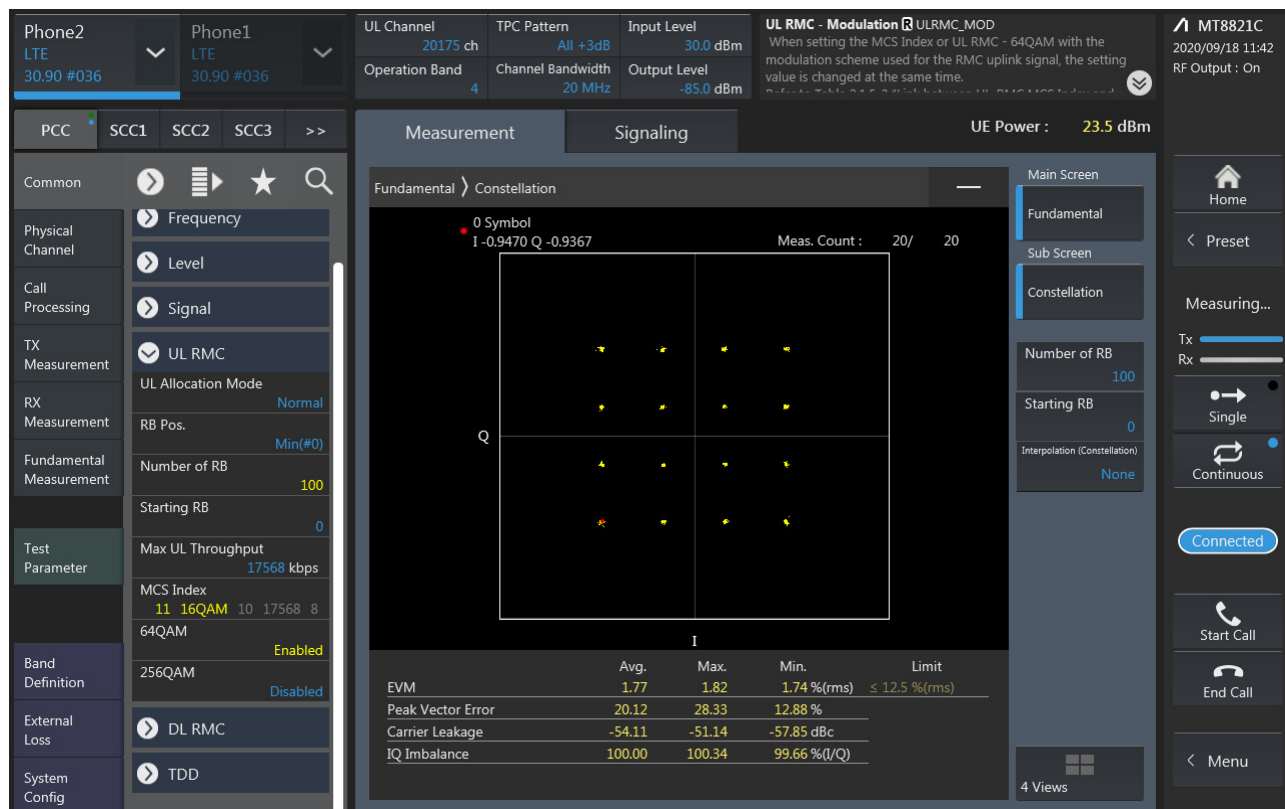 Phone2
LTE
30.90 #036
Phone1
LTE
30.90 #036
UL Channel
20175 ch
Operation Band
4
TPC Pattern
All +3dB
Channel Bandwidth
20 MHz
Input Level
30.0 dBm
Output Level
-85.0 dBm
UL RMC - Modulation R ULRMC_MOD
When setting the MCS Index or UL RMC - 64QAM with the
modulation scheme used for the RMC uplink signal, the setting
value is changed at the same time.
MT8821C
2020/09/18 11:42
RF Output : On
PCC SCC1 SCC2 SCC3 >>
Measurement
Signaling
UE Power : 23.5 dBm
Common
Physical
Channel
Call
Processing
TX
Measurement
RX
Measurement
Fundamental
Measurement
Test
Parameter
Band
Definition
External
Loss
System
Config
Frequency
Level
Signal
UL RMC
UL Allocation Mode
Normal
RB Pos.
Min(#0)
Number of RB
100
Starting RB
0
Max UL Throughput
17568 kbps
MCS Index
11 16QAM 10 17568 8
64QAM
Enabled
256QAM
Disabled
DL RMC
TDD
Fundamental 〉 Constellation
0 Symbol
I -0.9470 Q -0.9367
Meas. Count : 20/ 20
Q
I
Avg. Max. Min. Limit
EVM 1.77 1.82 1.74 %(rms) ≤ 12.5 %(rms)
Peak Vector Error 20.12 28.33 12.88 %
Carrier Leakage -54.11 -51.14 -57.85 dBc
IQ Imbalance 100.00 100.34 99.66 %(I/Q)
Main Screen
Fundamental
Sub Screen
Constellation
Number of RB
100
Starting RB
0
Interpolation (Constellation)
None
4 Views
Home
< Preset
Measuring...
Tx
Rx
Single
Continuous
Connected
Start Call
End Call
< Menu